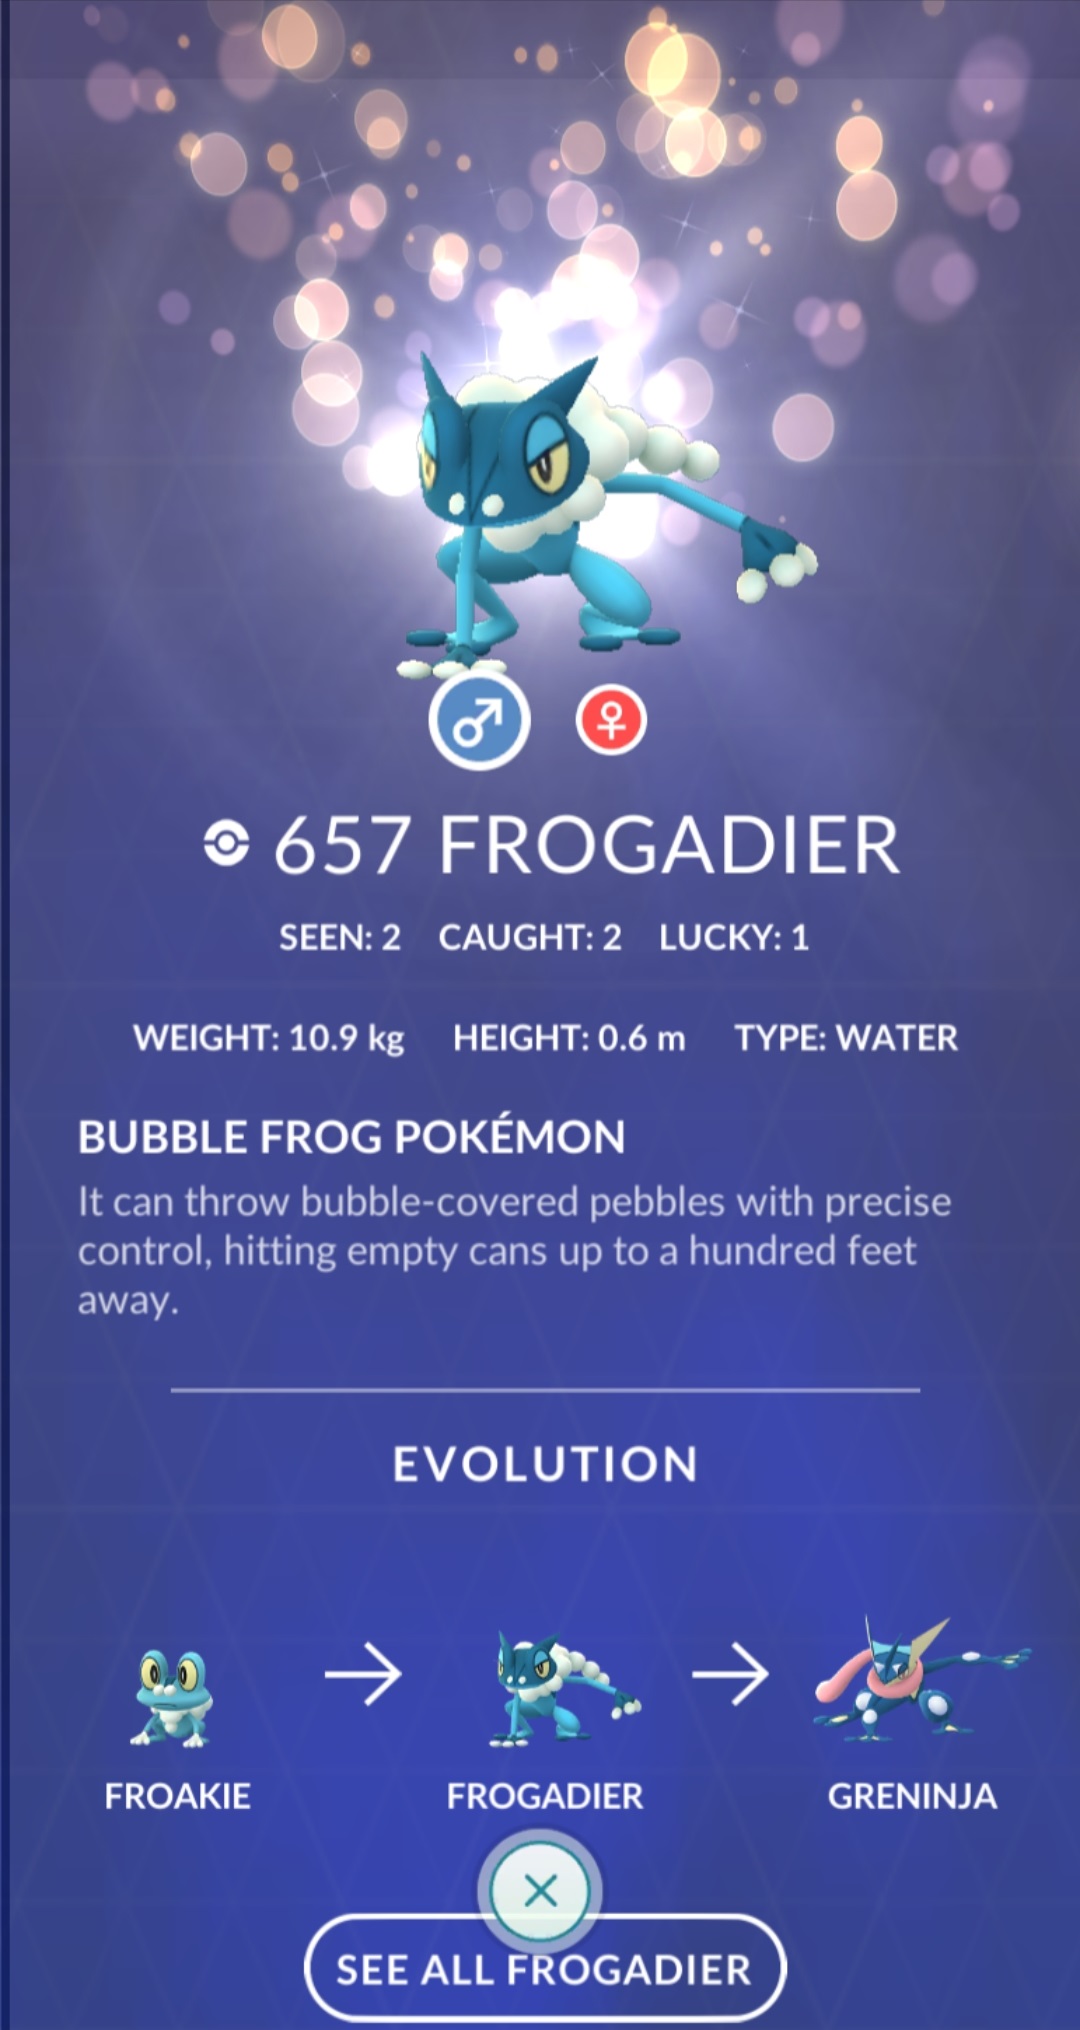 657 FROGADIER
SEEN: 2 CAUGHT: 2 LUCKY: 1
WEIGHT: 10.9 kg HEIGHT: 0.6 m TYPE: WATER
BUBBLE FROG POKÉMON
It can throw bubble-covered pebbles with precise
control, hitting empty cans up to a hundred feet
away.
EVOLUTION
FROAKIE FROGADIER GRENINJA
SEE ALL FROGADIER